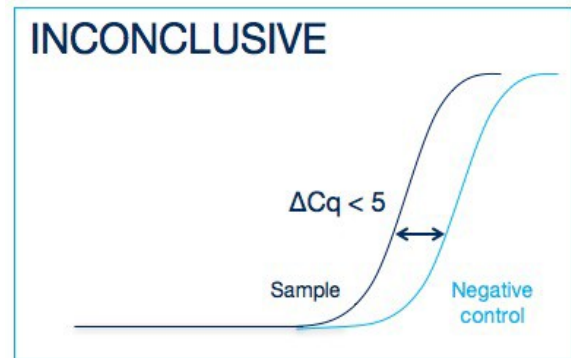 INCONCLUSIVE
ΔCq < 5
Sample
Negative
control